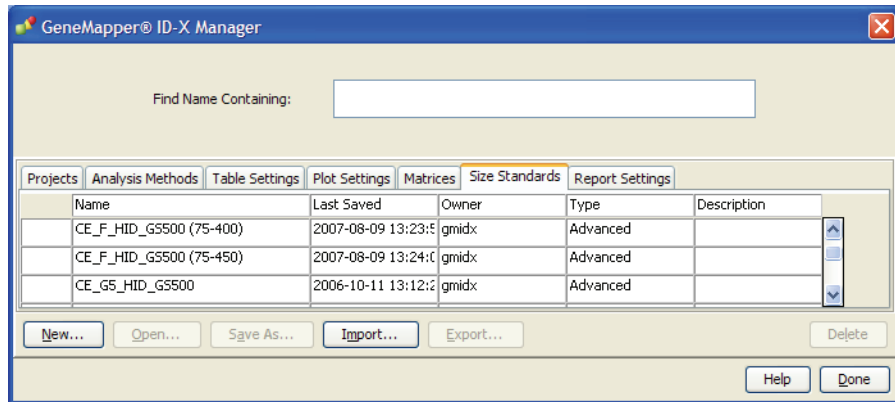 GeneMapper® ID-X Manager
Find Name Containing:
Projects Analysis Methods Table Settings Plot Settings Matrices Size Standards Report Settings
Name Last Saved Owner Type Description
CE_F_HID_GS500 (75-400) 2007-08-09 13:23:5 gmidx Advanced
CE_F_HID_GS500 (75-450) 2007-08-09 13:24:0 gmidx Advanced
CE_G5_HID_GS500 2006-10-11 13:12:2 gmidx Advanced
New... Open... Save As... Import... Export... Delete
Help Done